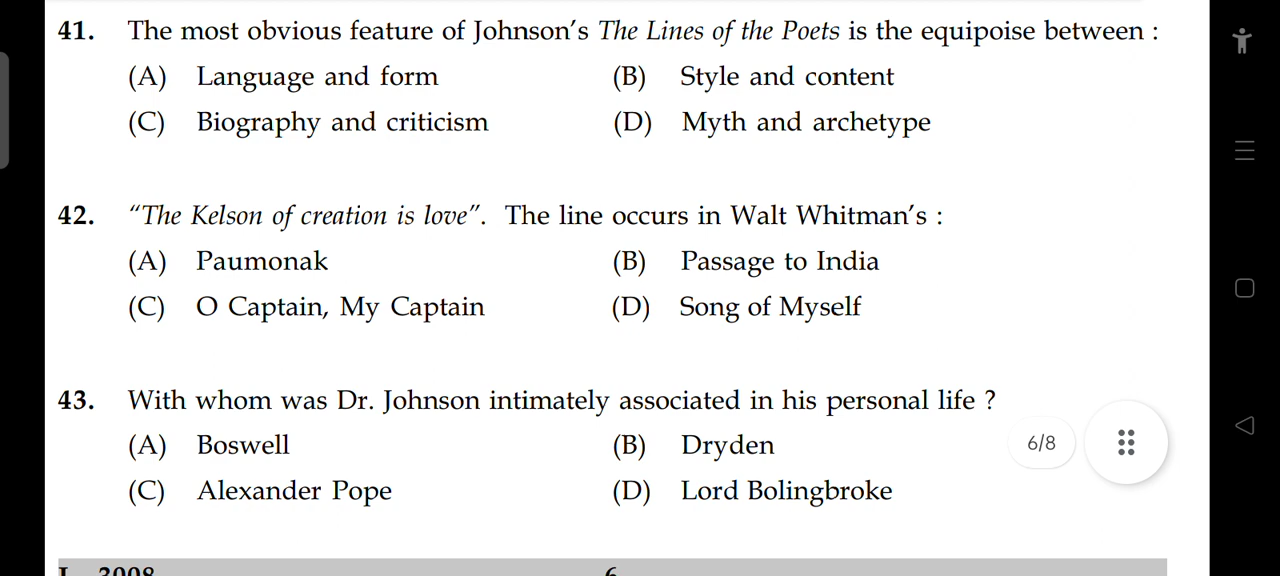 41. The most obvious feature of Johnson's The Lines of the Poets is the equipoise between :
(A) Language and form (B) Style and content
(C) Biography and criticism (D) Myth and archetype
42. "The Kelson of creation is love". The line occurs in Walt Whitman's :
(A) Paumonak (B) Passage to India
(C) O Captain, My Captain (D) Song of Myself
43. With whom was Dr. Johnson intimately associated in his personal life ?
(A) Boswell (B) Dryden
6/8
(C) Alexander Pope (D) Lord Bolingbroke